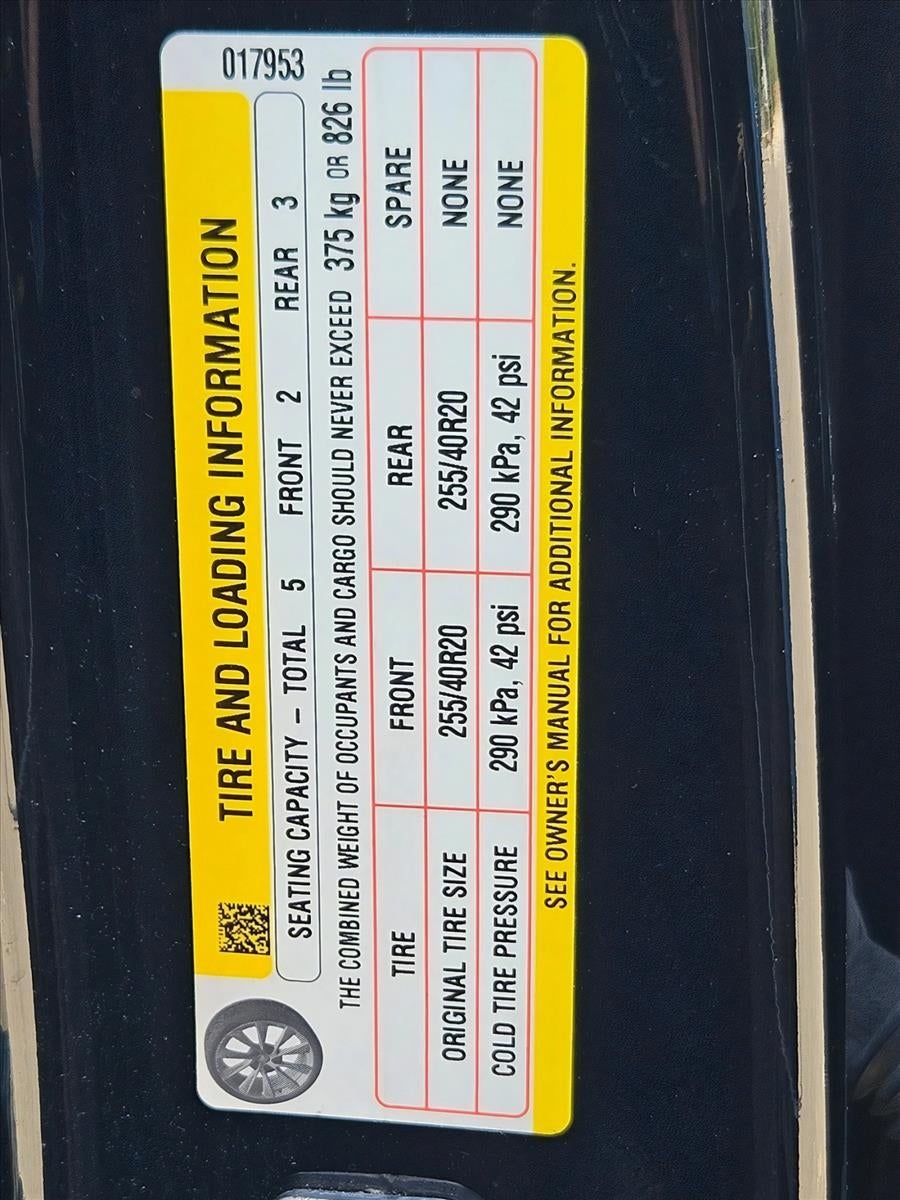 017953
TIRE AND LOADING INFORMATION
SEATING CAPACITY – TOTAL 5 FRONT 2 REAR 3
THE COMBINED WEIGHT OF OCCUPANTS AND CARGO SHOULD NEVER EXCEED 375 kg OR 826 lb
TIRE FRONT REAR SPARE
ORIGINAL TIRE SIZE 255/40R20 255/40R20 NONE
COLD TIRE PRESSURE 290 kPa, 42 psi 290 kPa, 42 psi NONE
SEE OWNER'S MANUAL FOR ADDITIONAL INFORMATION.